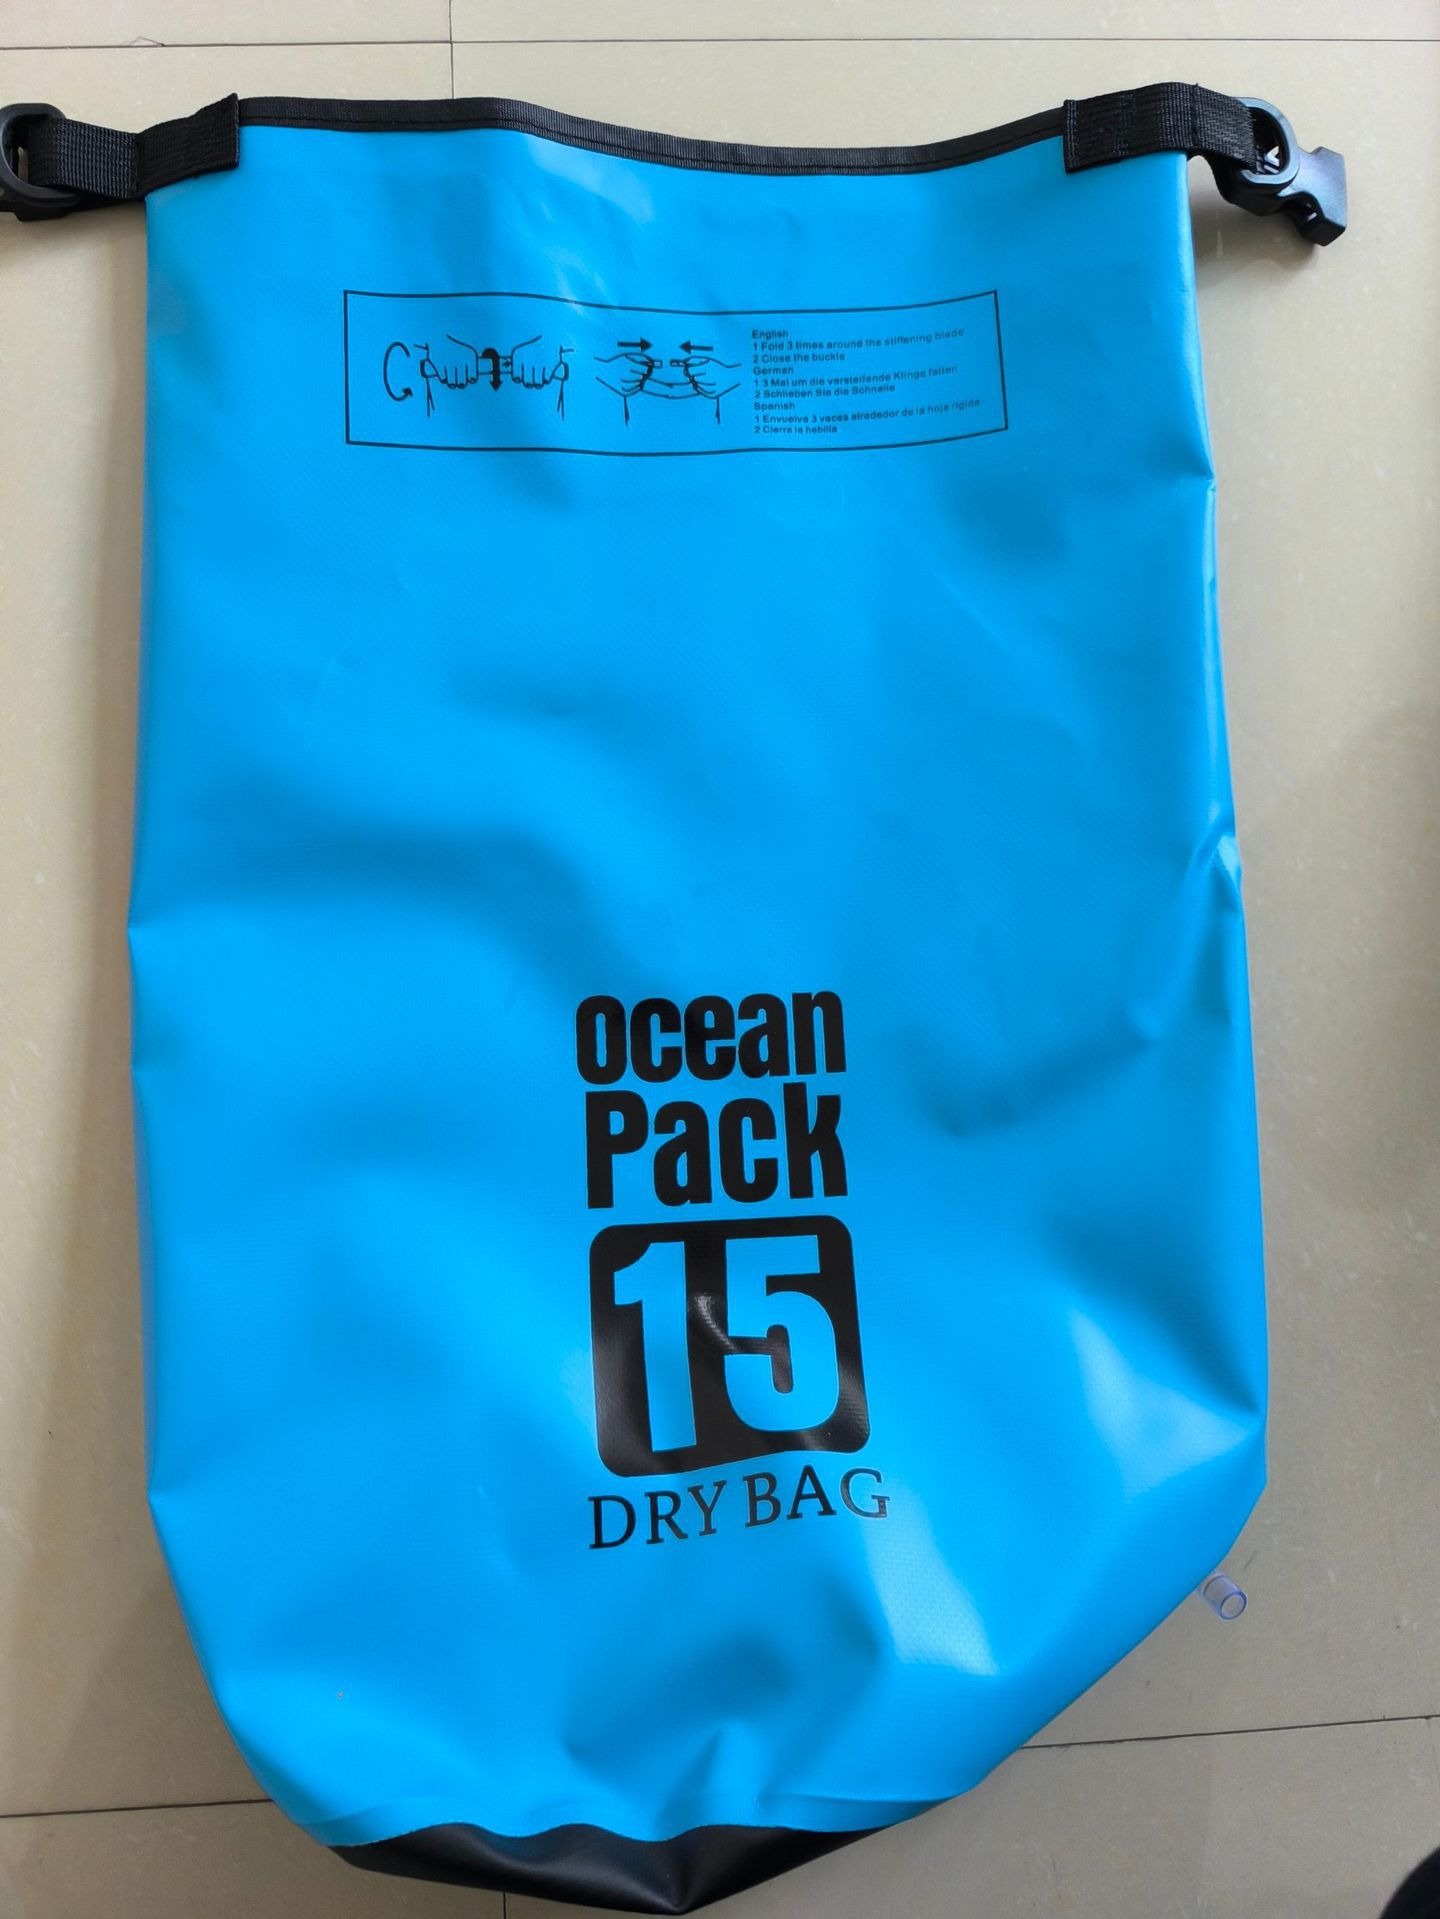 English
1 Fold 3 times around the stiffening blade
2 Close the buckle
German
1 3 Mal um die versteifende Klinge falten
2 Schlieben Sie die Schnalle
Spanish
1 Envuelva 3 veces alrededor de la hoja rigida.
2 Cierre la hebilla
Ocean
Pack
15
DRY BAG